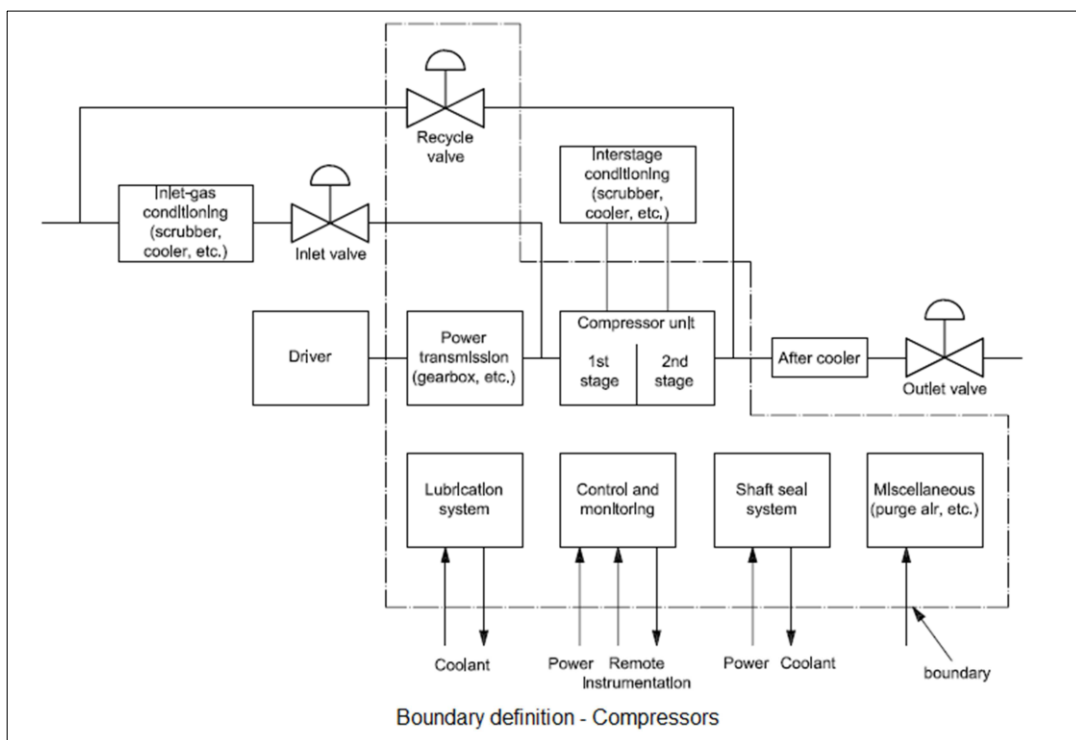 Recycle
valve
Interstage
conditioning
(scrubber,
cooler, etc.)
Inlet-gas
conditioning
(scrubber,
cooler, etc.)
Inlet valve
Driver
Power
transmission
(gearbox, etc.)
Compressor unit
1st
stage
2nd
stage
After cooler
Outlet valve
Lubrication
system
Control and
monitoring
Shaft seal
system
Miscellaneous
(purge air, etc.)
Coolant
Power
Remote
Instrumentation
Power
Coolant
boundary
Boundary definition - Compressors